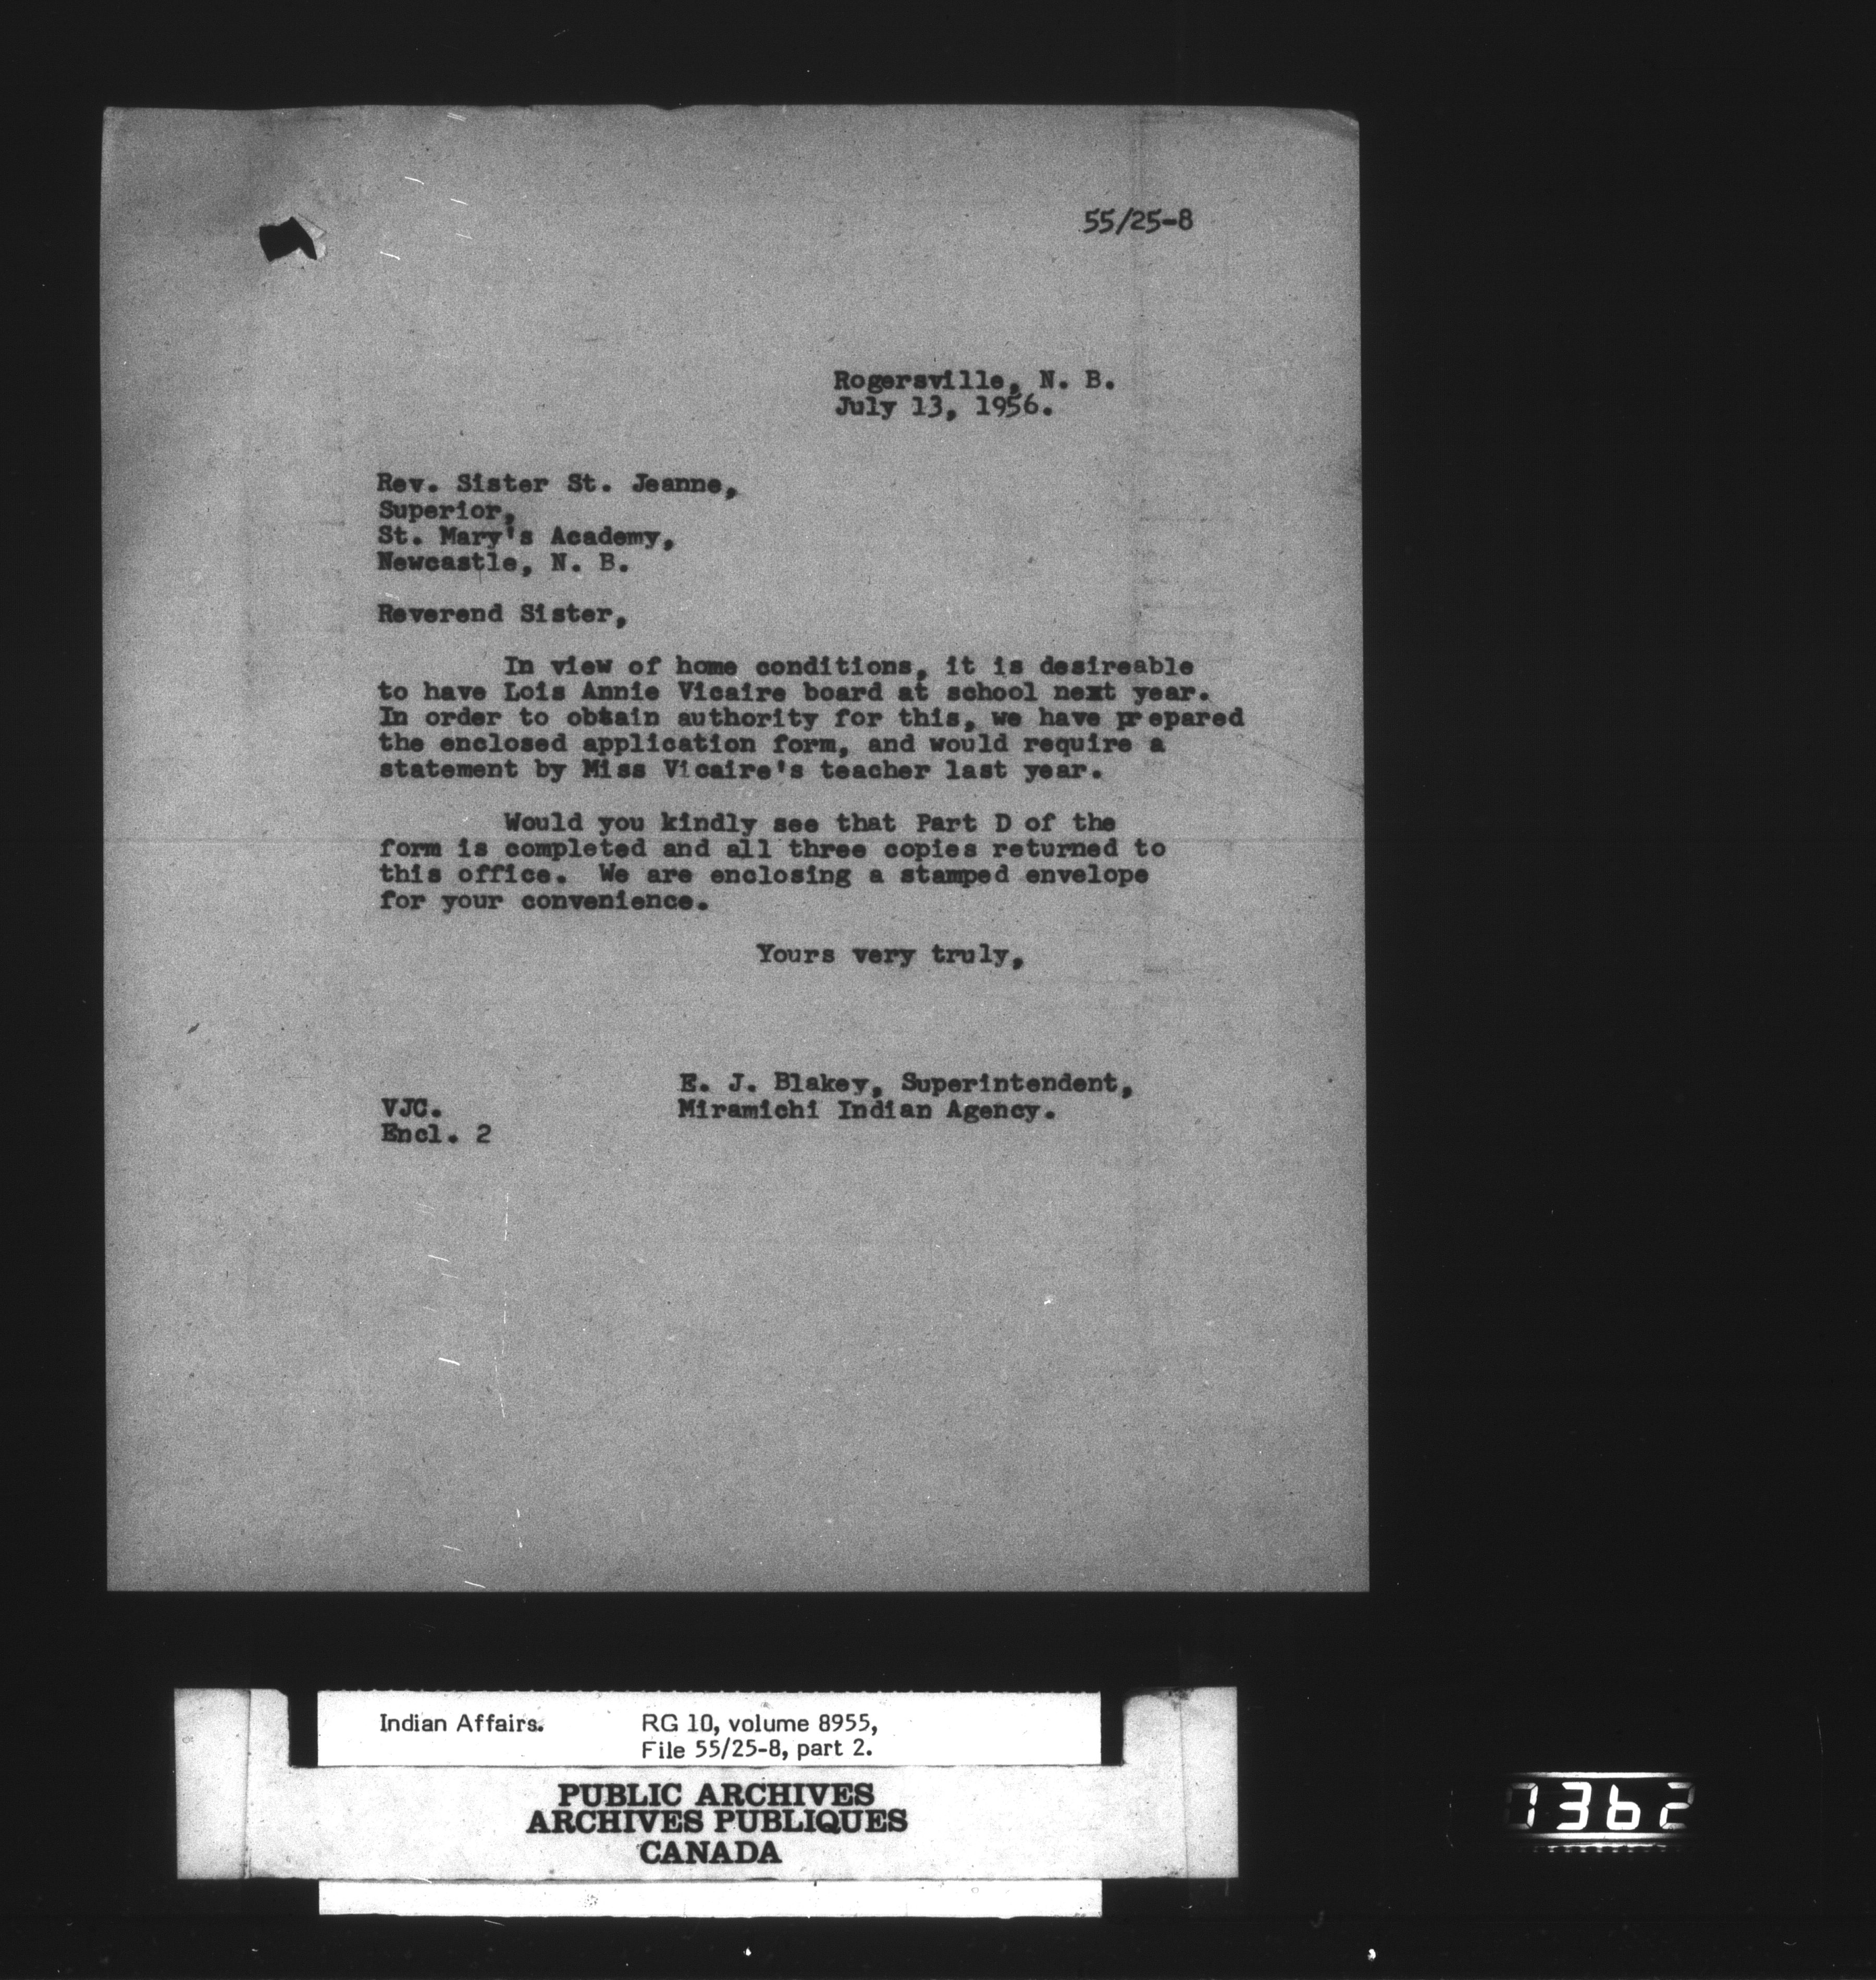 55/25-8
Rogersville, N. B.
July 13, 1956.
Rev. Sister St. Jeanne,
Superior,
St. Mary's Academy,
Newcastle, N. B.
Reverend Sister,
In view of home conditions, it is desireable
to have Lois Annie Vicaire board at school next year.
In order to obtain authority for this, we have prepared
the enclosed application form, and would require a
statement by Miss Vicaire's teacher last year.
Would you kindly see that Part D of the
form is completed and all three copies returned to
this office. We are enclosing a stamped envelope
for your convenience.
Yours very truly,
E. J. Blakey, Superintendent,
Miramichi Indian Agency.
VJC.
Encl. 2
Indian Affairs. RG 10, volume 8955,
File 55/25-8, part 2.
PUBLIC ARCHIVES
ARCHIVES PUBLIQUES
CANADA
1362